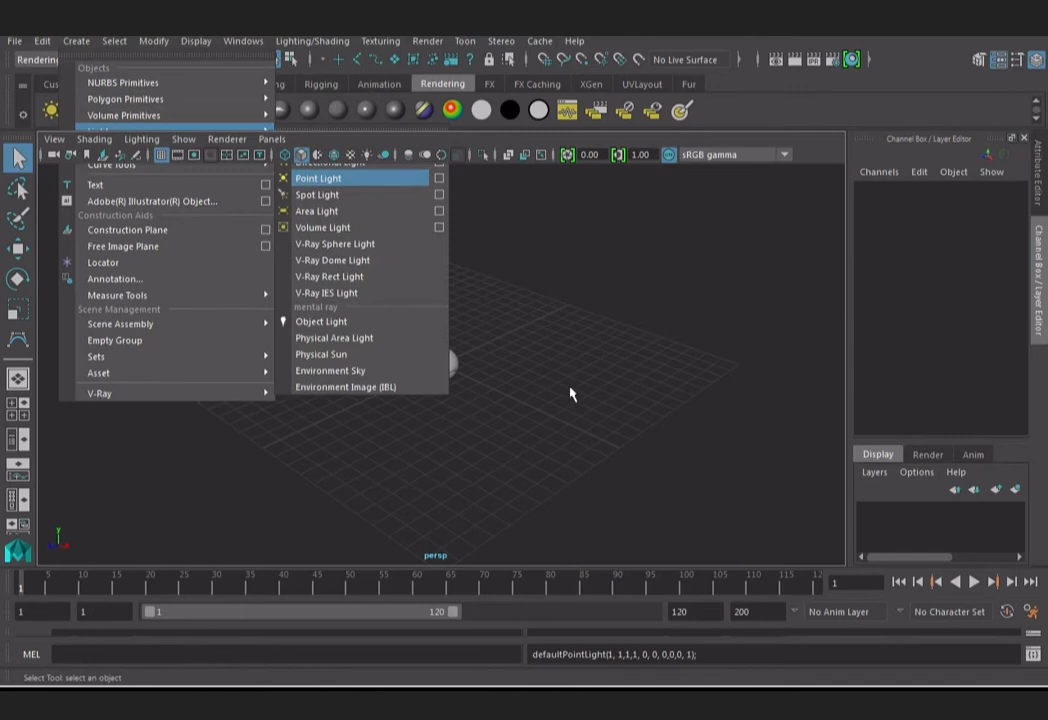 File Edit Create Select Modify Display Windows Lighting/Shading Texturing Render Toon Stereo Cache Help
Rendering
No Live Surface
Objects
NURBS Primitives
Polygon Primitives
Volume Primitives
Rigging Animation Rendering FX FX Caching XGen UVLayout Fur
View Shading Lighting Show Renderer Panels
0.00 1.00 sRGB gamma
Text
Adobe(R) Illustrator(R) Object...
Construction Aids
Construction Plane
Free Image Plane
Locator
Annotation...
Measure Tools
Scene Management
Scene Assembly
Empty Group
Sets
Asset
V-Ray
Point Light
Spot Light
Area Light
Volume Light
V-Ray Sphere Light
V-Ray Dome Light
V-Ray Rect Light
V-Ray IES Light
mental ray
Object Light
Physical Area Light
Physical Sun
Environment Sky
Environment Image (IBL)
persp
y
Channel Box / Layer Editor
Channels Edit Object Show
Attribute Editor
Channel Box / Layer Editor
Display Render Anim
Layers Options Help
5 10 15 20 25 30 35 40 45 50 55 60 65 70 75 80 85 90 95 100 105 110 115 12
1
1 1 1 120 120 200 No Anim Layer No Character Set
MEL defaultPointLight(1, 1,1,1, 0, 0, 0,0,0, 1);
Select Tool: select an object